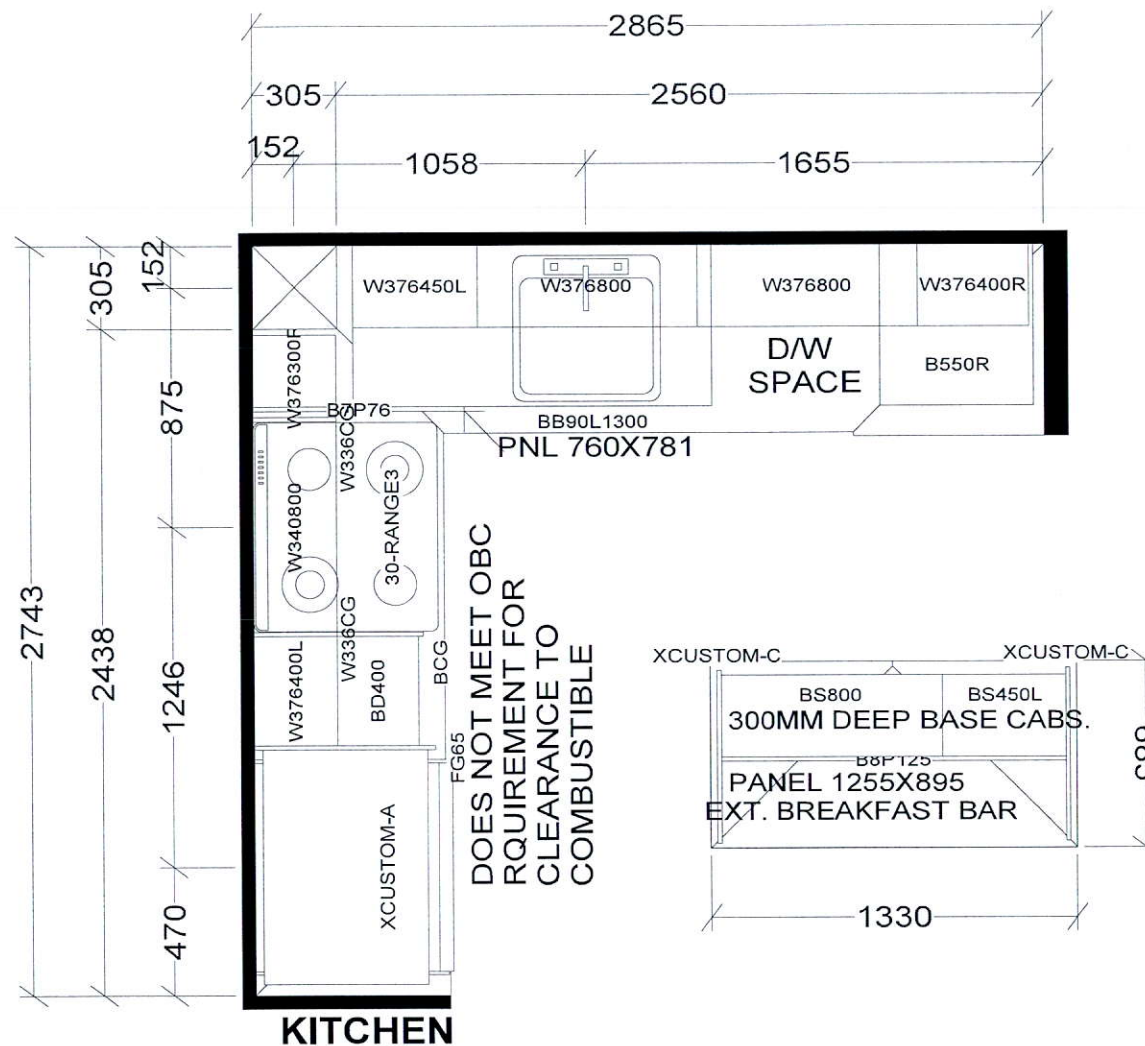 2865
305
2560
152
1058
1655
2743
305
2438
152
875
1246
470
W376450L
W376800
W376800
W376400R
D/W
SPACE
B550R
W376300R
B7P76
BB90L1300
PNL 760X781
W336CG
W340800
30-RANGE3
W336CG
W376400L
BD400
BCG
FG65
XCUSTOM-A
DOES NOT MEET OBC
RQUIREMENT FOR
CLEARANCE TO
COMBUSTIBLE
XCUSTOM-C
XCUSTOM-C
BS800
BS450L
300MM DEEP BASE CABS.
B8P125
PANEL 1255X895
EXT. BREAKFAST BAR
1330
KITCHEN